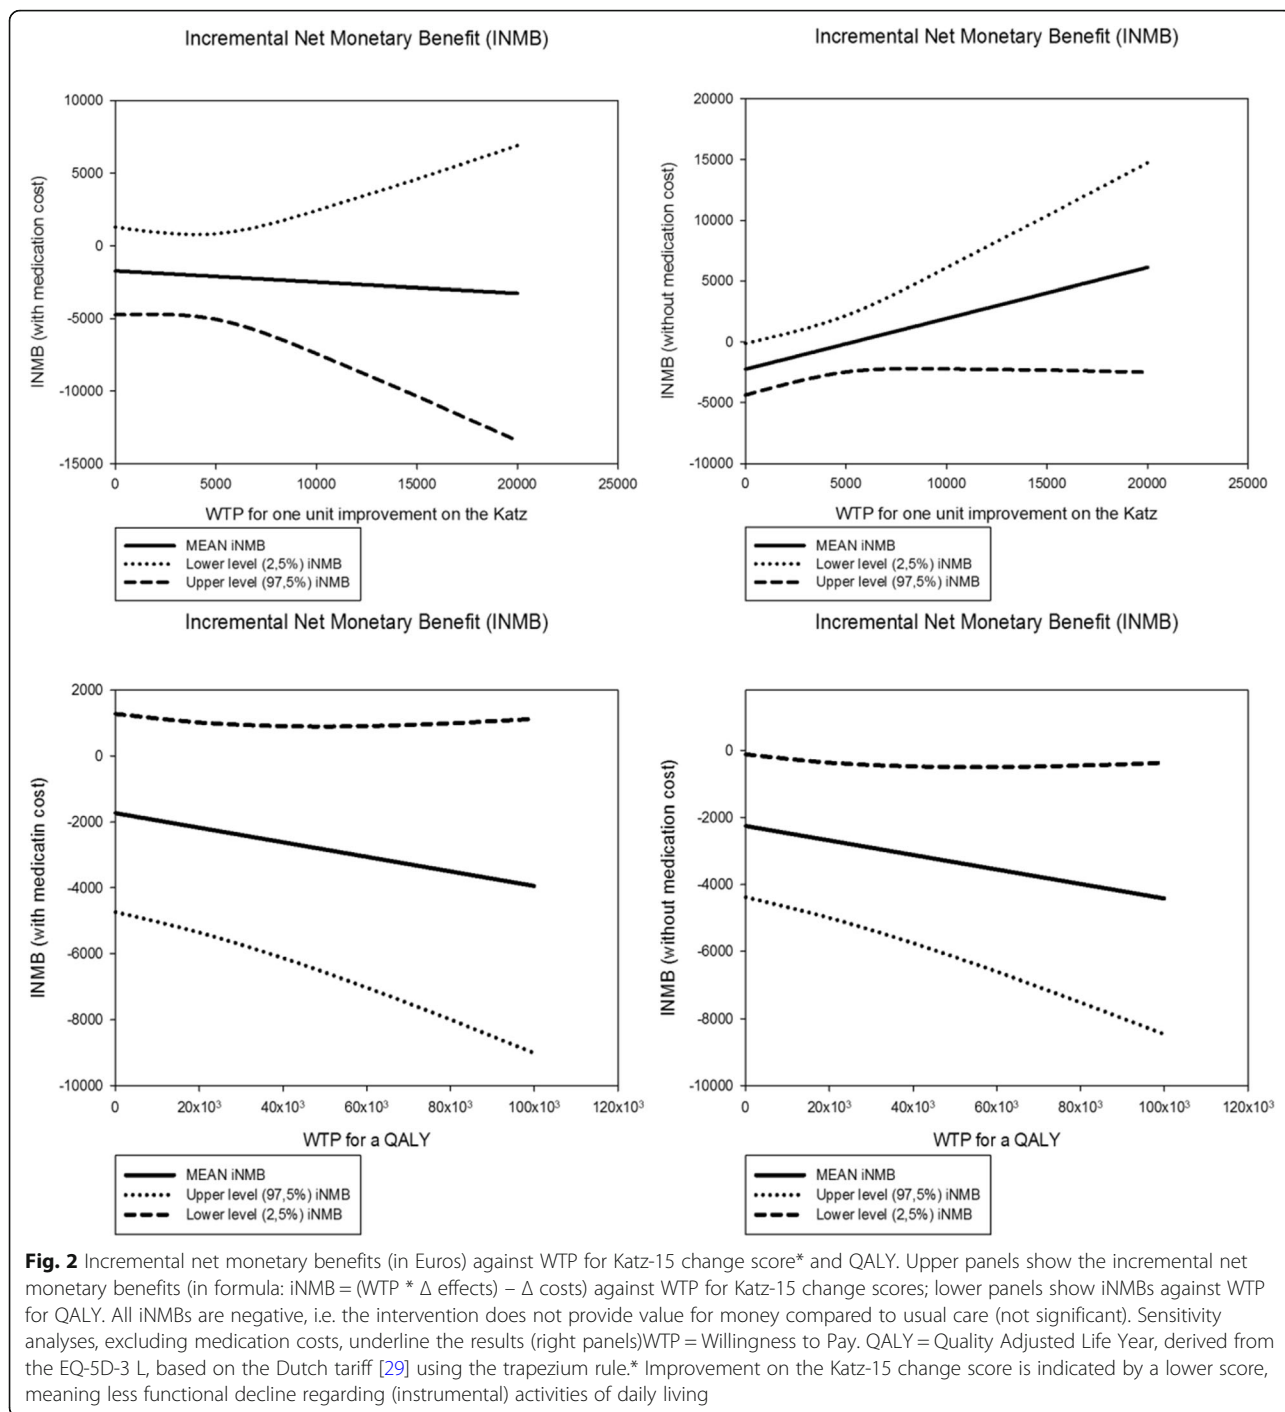 Incremental Net Monetary Benefit (INMB)
INMB (with medication cost)
10000
5000
0
-5000
-10000
-15000
0 5000 10000 15000 20000 25000
WTP for one unit improvement on the Katz
MEAN iNMB
Lower level (2,5%) iNMB
Upper level (97,5%) iNMB
Incremental Net Monetary Benefit (INMB)
INMB (without medication cost)
20000
15000
10000
5000
0
-5000
-10000
0 5000 10000 15000 20000 25000
WTP for one unit improvement on the Katz
MEAN iNMB
Lower level (2,5%) iNMB
Upper level (97,5%) iNMB
Incremental Net Monetary Benefit (INMB)
INMB (with medicatin cost)
2000
0
-2000
-4000
-6000
-8000
-10000
0 20x10³ 40x10³ 60x10³ 80x10³ 100x10³ 120x10³
WTP for a QALY
MEAN iNMB
Upper level (97,5%) iNMB
Lower level (2,5%) iNMB
Incremental Net Monetary Benefit (INMB)
INMB (without medication cost)
0
-2000
-4000
-6000
-8000
-10000
0 20x10³ 40x10³ 60x10³ 80x10³ 100x10³ 120x10³
WTP for a QALY
MEAN iNMB
Upper level (97,5%) iNMB
Lower level (2,5%) iNMB
Fig. 2 Incremental net monetary benefits (in Euros) against WTP for Katz-15 change score* and QALY. Upper panels show the incremental net
monetary benefits (in formula: iNMB = (WTP * Δ effects) – Δ costs) against WTP for Katz-15 change scores; lower panels show iNMBs against WTP
for QALY. All iNMBs are negative, i.e. the intervention does not provide value for money compared to usual care (not significant). Sensitivity
analyses, excluding medication costs, underline the results (right panels)WTP = Willingness to Pay. QALY = Quality Adjusted Life Year, derived from
the EQ-5D-3 L, based on the Dutch tariff [29] using the trapezium rule.* Improvement on the Katz-15 change score is indicated by a lower score,
meaning less functional decline regarding (instrumental) activities of daily living